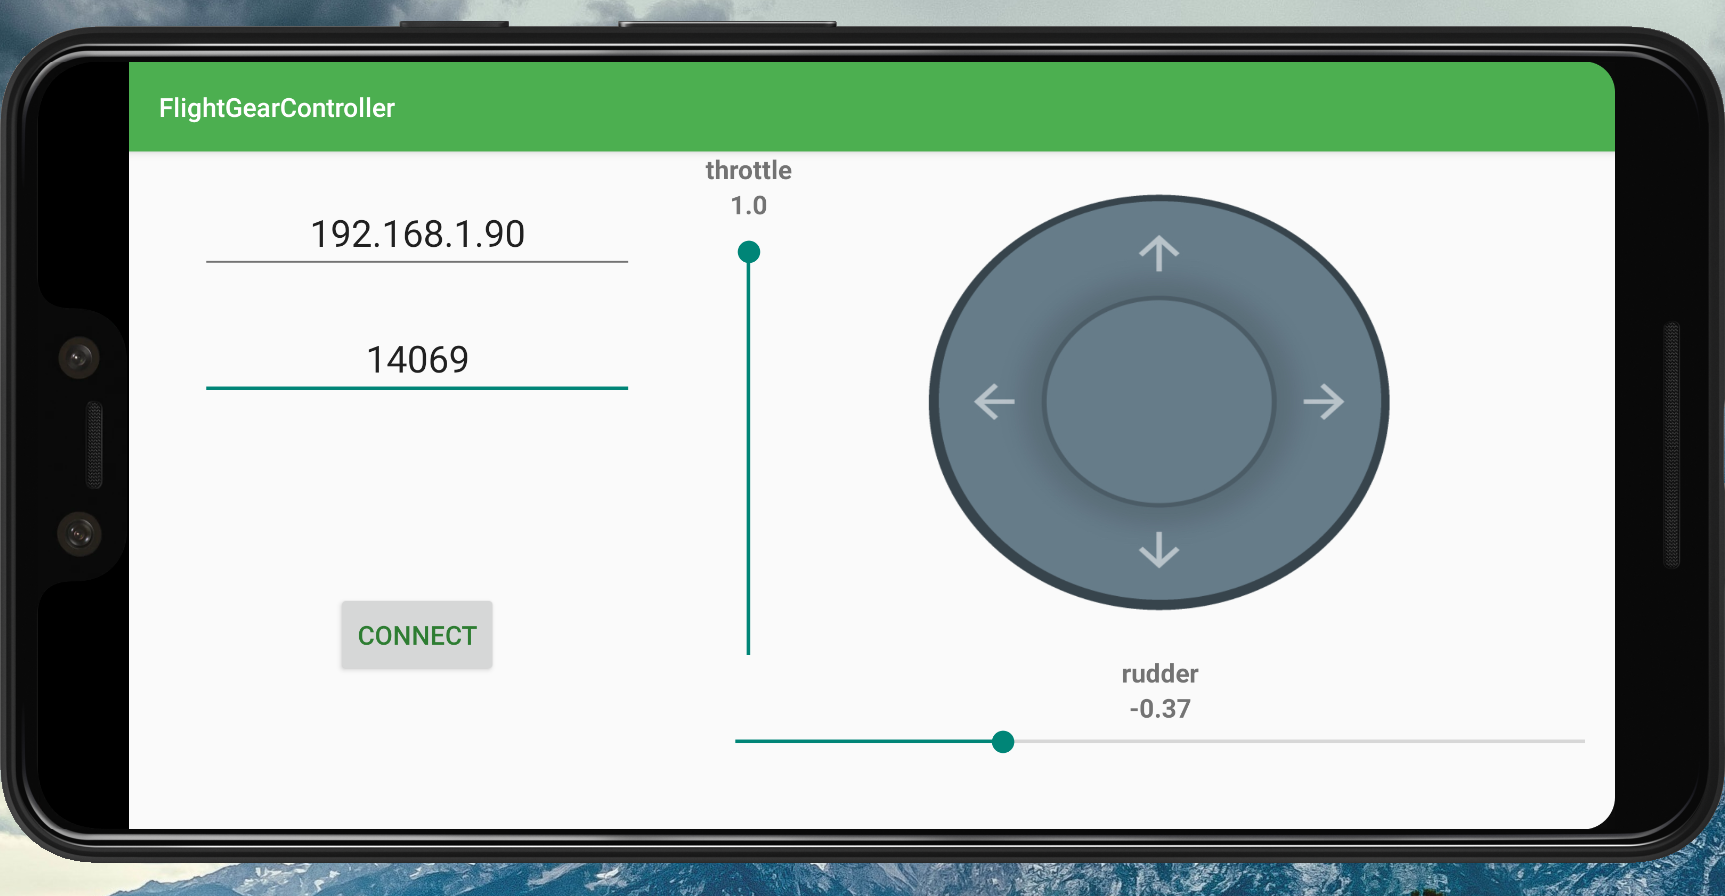 FlightGearController
192.168.1.90
14069
CONNECT
throttle
1.0
rudder
-0.37